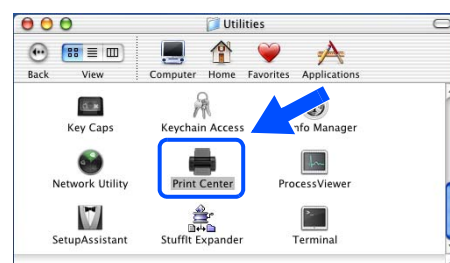 Utilities
Back View Computer Home Favorites Applications
Key Caps Keychain Access nfo Manager
Network Utility Print Center ProcessViewer
SetupAssistant StuffIt Expander Terminal